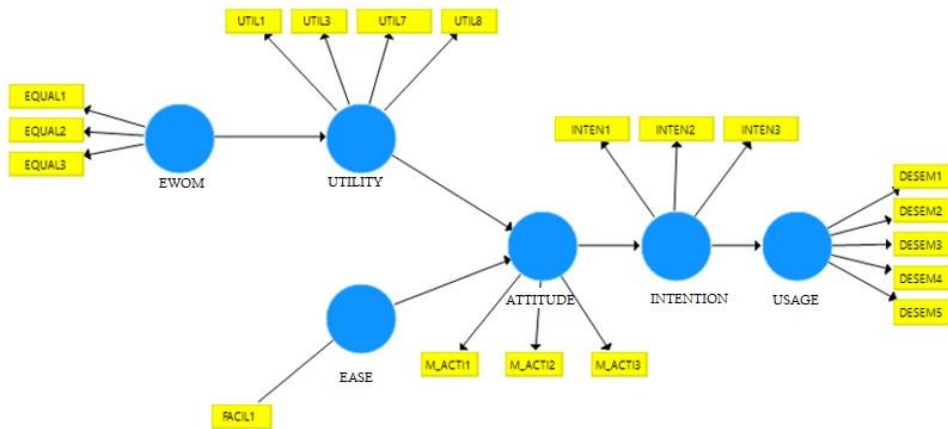 UTIL1
UTIL3
UTIL7
UTIL8
EQUAL1
EQUAL2
EQUAL3
EWOM
UTILITY
INTEN1
INTEN2
INTEN3
DESEM1
DESEM2
DESEM3
DESEM4
DESEM5
ATTITUDE
INTENTION
USAGE
EASE
M_ACTI1
M_ACTI2
M_ACTI3
FACIL1